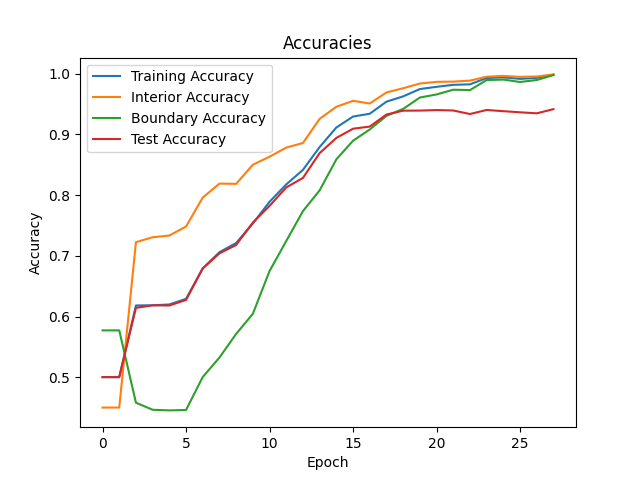 Accuracies
Training Accuracy
Interior Accuracy
Boundary Accuracy
Test Accuracy
Accuracy
1.0
0.9
0.8
0.7
0.6
0.5
0 5 10 15 20 25
Epoch